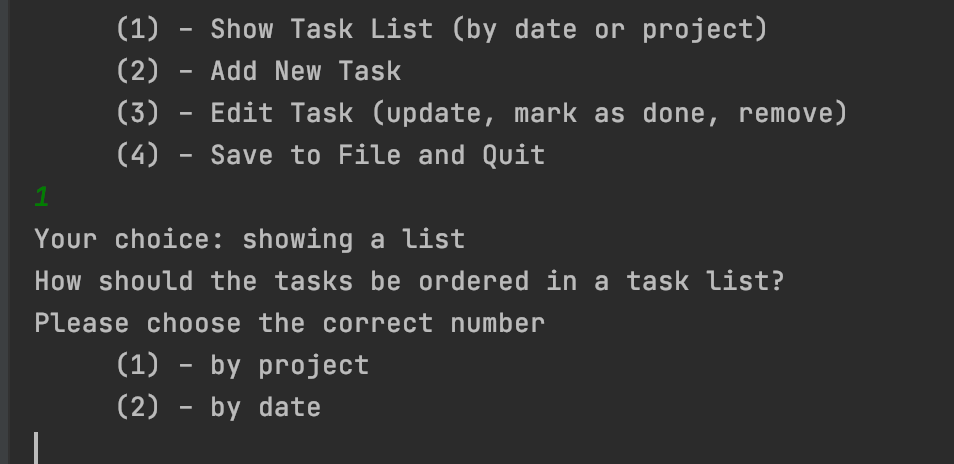 (1) – Show Task List (by date or project)
(2) – Add New Task
(3) – Edit Task (update, mark as done, remove)
(4) – Save to File and Quit
1
Your choice: showing a list
How should the tasks be ordered in a task list?
Please choose the correct number
(1) – by project
(2) – by date